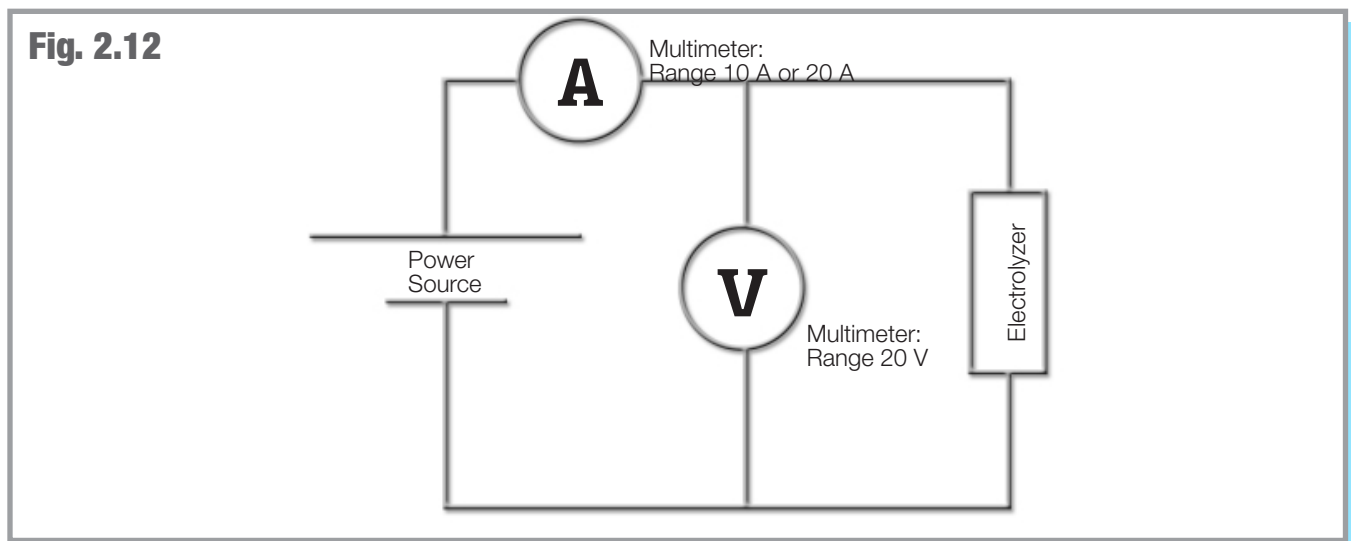 Fig. 2.12
A
Multimeter:
Range 10 A or 20 A
Power
Source
V
Multimeter:
Range 20 V
Electrolyzer